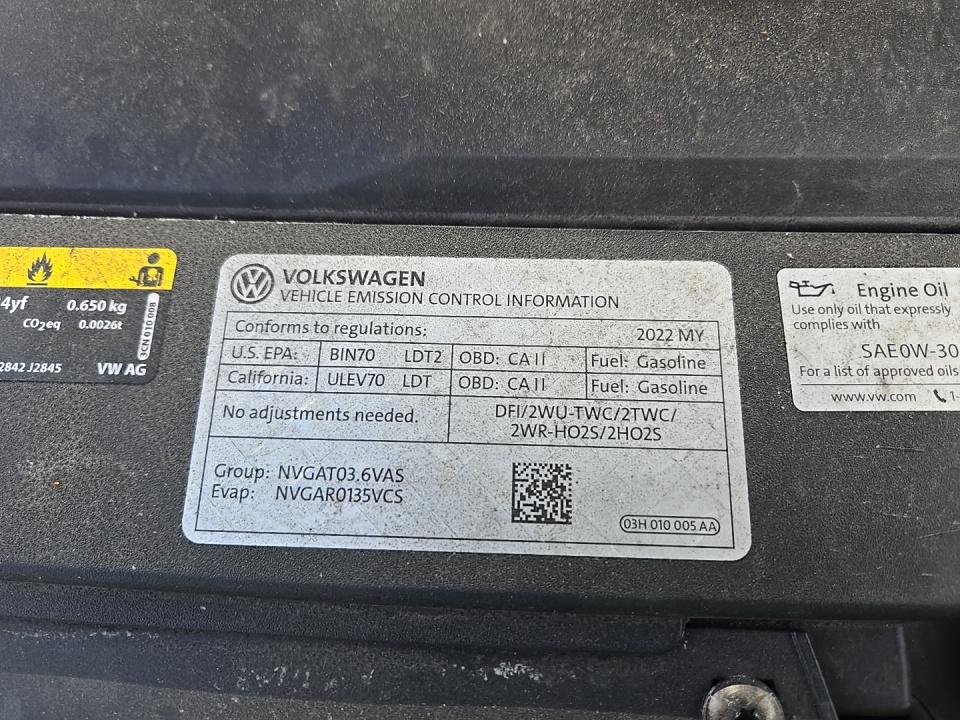 4yf 0.650 kg
CO2eq 0.0026t
2842 J2845 VW AG
3CN 010 008
VOLKSWAGEN
VEHICLE EMISSION CONTROL INFORMATION
Conforms to regulations: 2022 MY
U.S. EPA: BIN70 LDT2 OBD: CA II Fuel: Gasoline
California: ULEV70 LDT OBD: CA II Fuel: Gasoline
No adjustments needed. DFI/2WU-TWC/2TWC/
2WR-HO2S/2HO2S
Group: NVGAT03.6VAS
Evap: NVGAR0135VCS
03H 010 005 AA
Engine Oil
Use only oil that expressly
complies with
SAE0W-30
For a list of approved oils
www.vw.com 1-